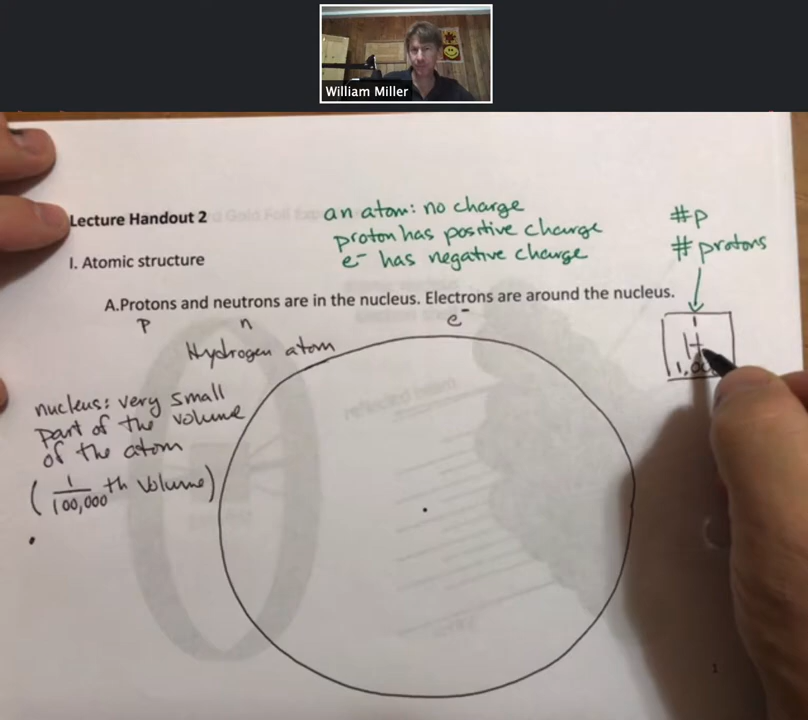 William Miller
Lecture Handout 2
an atom: no charge
proton has positive charge
e⁻ has negative charge
#p
# protons
I. Atomic structure
A.Protons and neutrons are in the nucleus. Electrons are around the nucleus.
p n e⁻
Hydrogen atom
1
H
nucleus: very small
part of the volume
of the atom
(1/100,000 th volume)
1